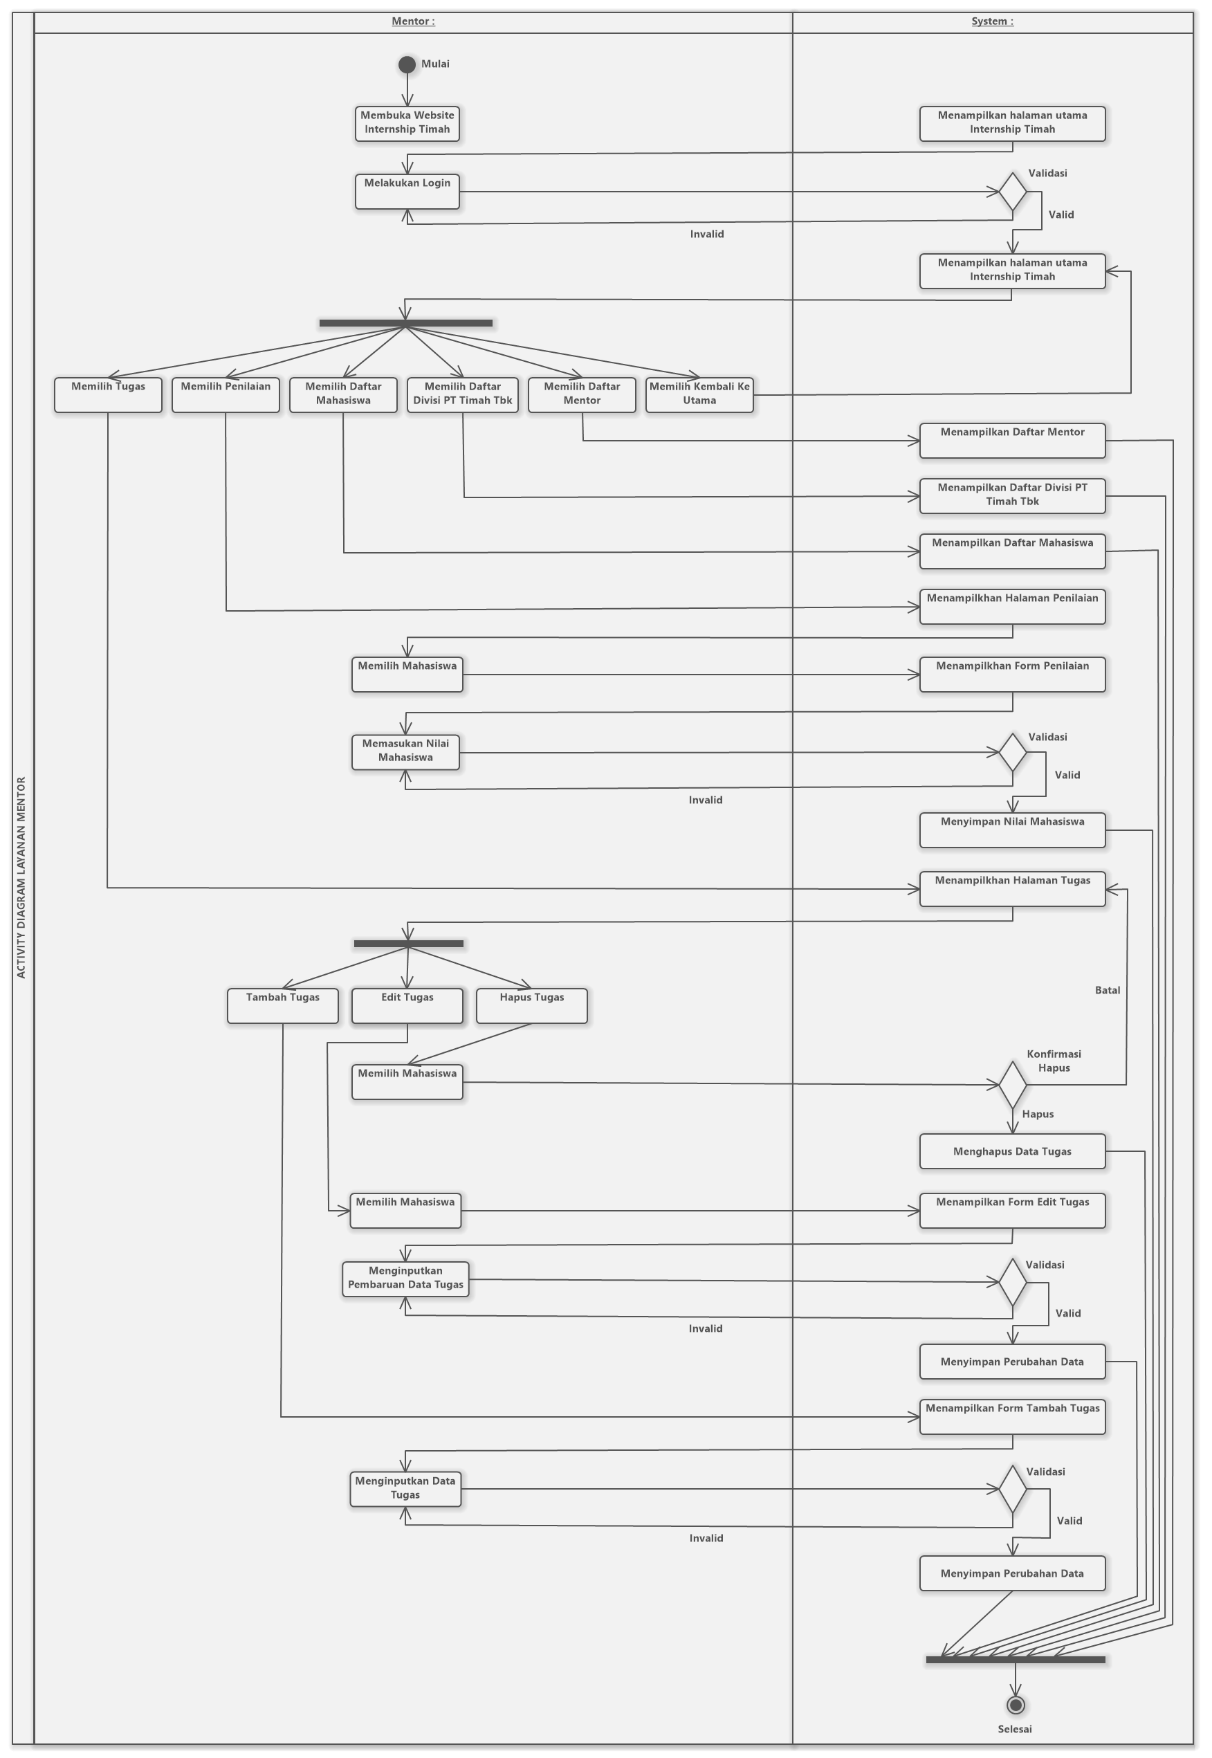 Mentor :
System :
Mulai
Membuka Website
Internship Timah
Menampilkan halaman utama
Internship Timah
Melakukan Login
Validasi
Valid
Invalid
Menampilkan halaman utama
Internship Timah
Memilih Tugas
Memilih Penilaian
Memilih Daftar
Mahasiswa
Memilih Daftar
Divisi PT Timah Tbk
Memilih Daftar
Mentor
Memilih Kembali Ke
Utama
Menampilkan Daftar Mentor
Menampilkan Daftar Divisi PT
Timah Tbk
Menampilkan Daftar Mahasiswa
Menampilkhan Halaman Penilaian
Memilih Mahasiswa
Menampilkhan Form Penilaian
Memasukan Nilai
Mahasiswa
Validasi
Valid
Invalid
Menyimpan Nilai Mahasiswa
ACTIVITY DIAGRAM LAYANAN MENTOR
Menampilkhan Halaman Tugas
Tambah Tugas
Edit Tugas
Hapus Tugas
Batal
Memilih Mahasiswa
Konfirmasi
Hapus
Hapus
Menghapus Data Tugas
Memilih Mahasiswa
Menampilkan Form Edit Tugas
Menginputkan
Pembaruan Data Tugas
Validasi
Valid
Invalid
Menyimpan Perubahan Data
Menampilkan Form Tambah Tugas
Menginputkan Data
Tugas
Validasi
Valid
Invalid
Menyimpan Perubahan Data
Selesai